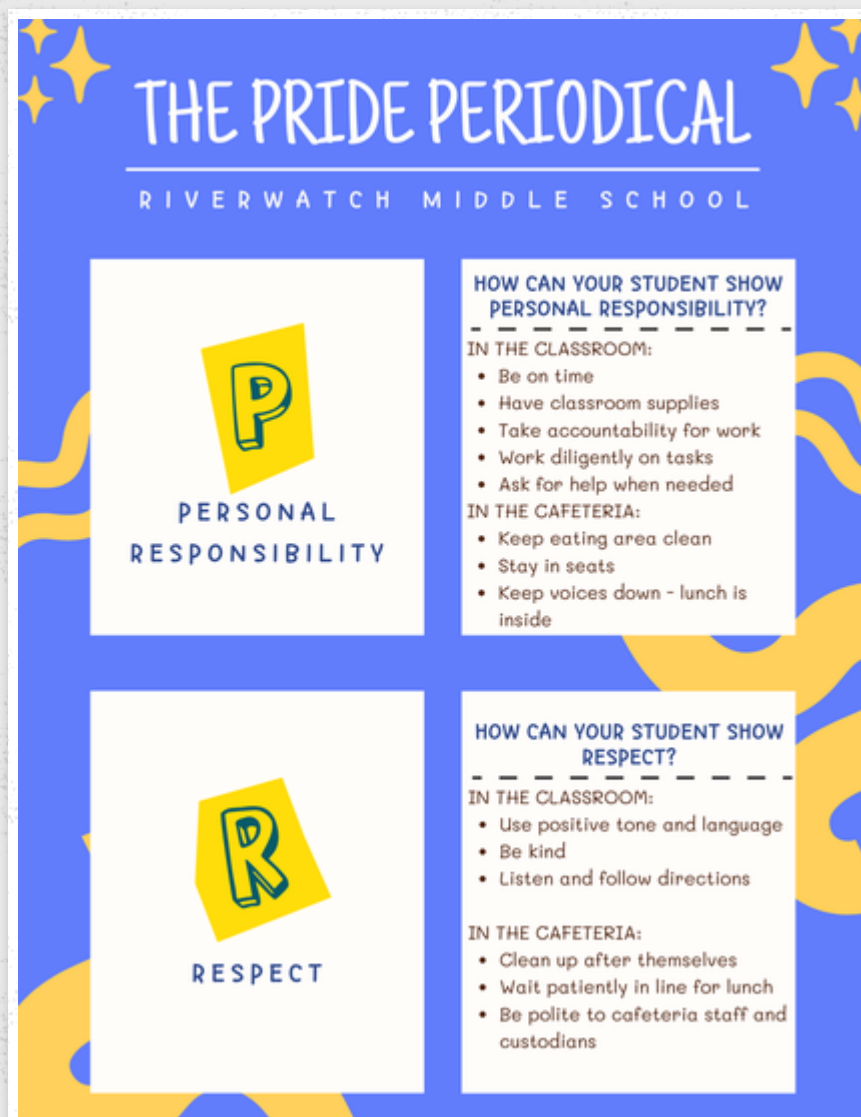 THE PRIDE PERIODICAL
RIVERWATCH MIDDLE SCHOOL
P
PERSONAL
RESPONSIBILITY
HOW CAN YOUR STUDENT SHOW
PERSONAL RESPONSIBILITY?
IN THE CLASSROOM:
• Be on time
• Have classroom supplies
• Take accountability for work
• Work diligently on tasks
• Ask for help when needed
IN THE CAFETERIA:
• Keep eating area clean
• Stay in seats
• Keep voices down - lunch is
inside
R
RESPECT
HOW CAN YOUR STUDENT SHOW
RESPECT?
IN THE CLASSROOM:
• Use positive tone and language
• Be kind
• Listen and follow directions
IN THE CAFETERIA:
• Clean up after themselves
• Wait patiently in line for lunch
• Be polite to cafeteria staff and
custodians